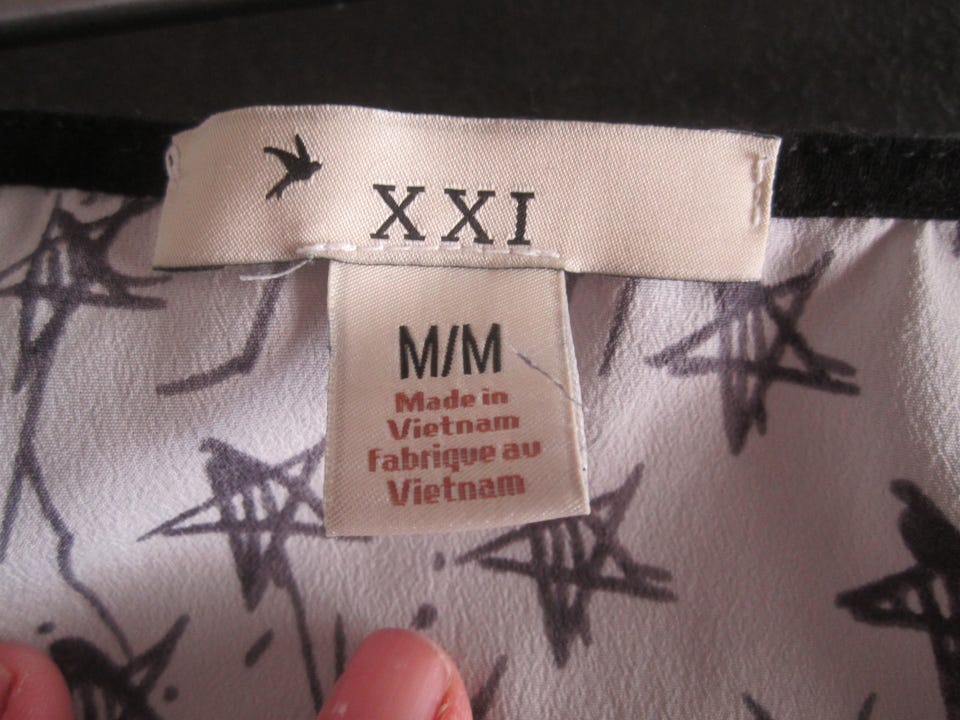 XXI
M/M
Made in
Vietnam
Fabrique au
Vietnam